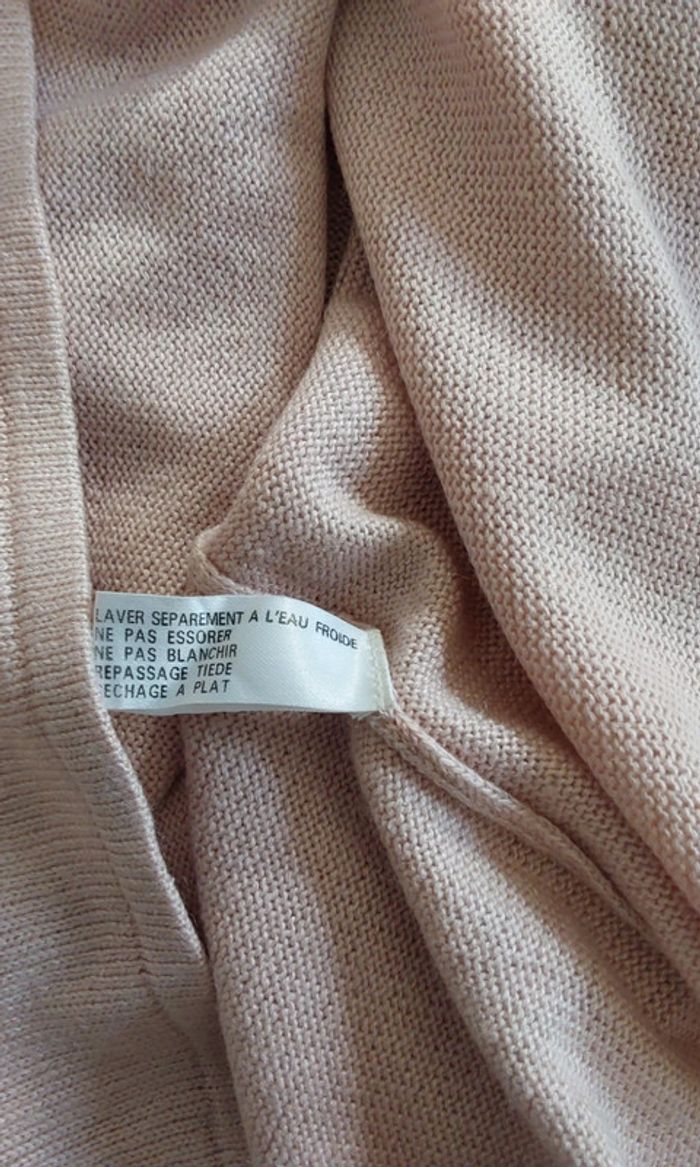 LAVER SEPAREMENT A L'EAU FROIDE
NE PAS ESSORER
NE PAS BLANCHIR
REPASSAGE TIEDE
SECHAGE A PLAT